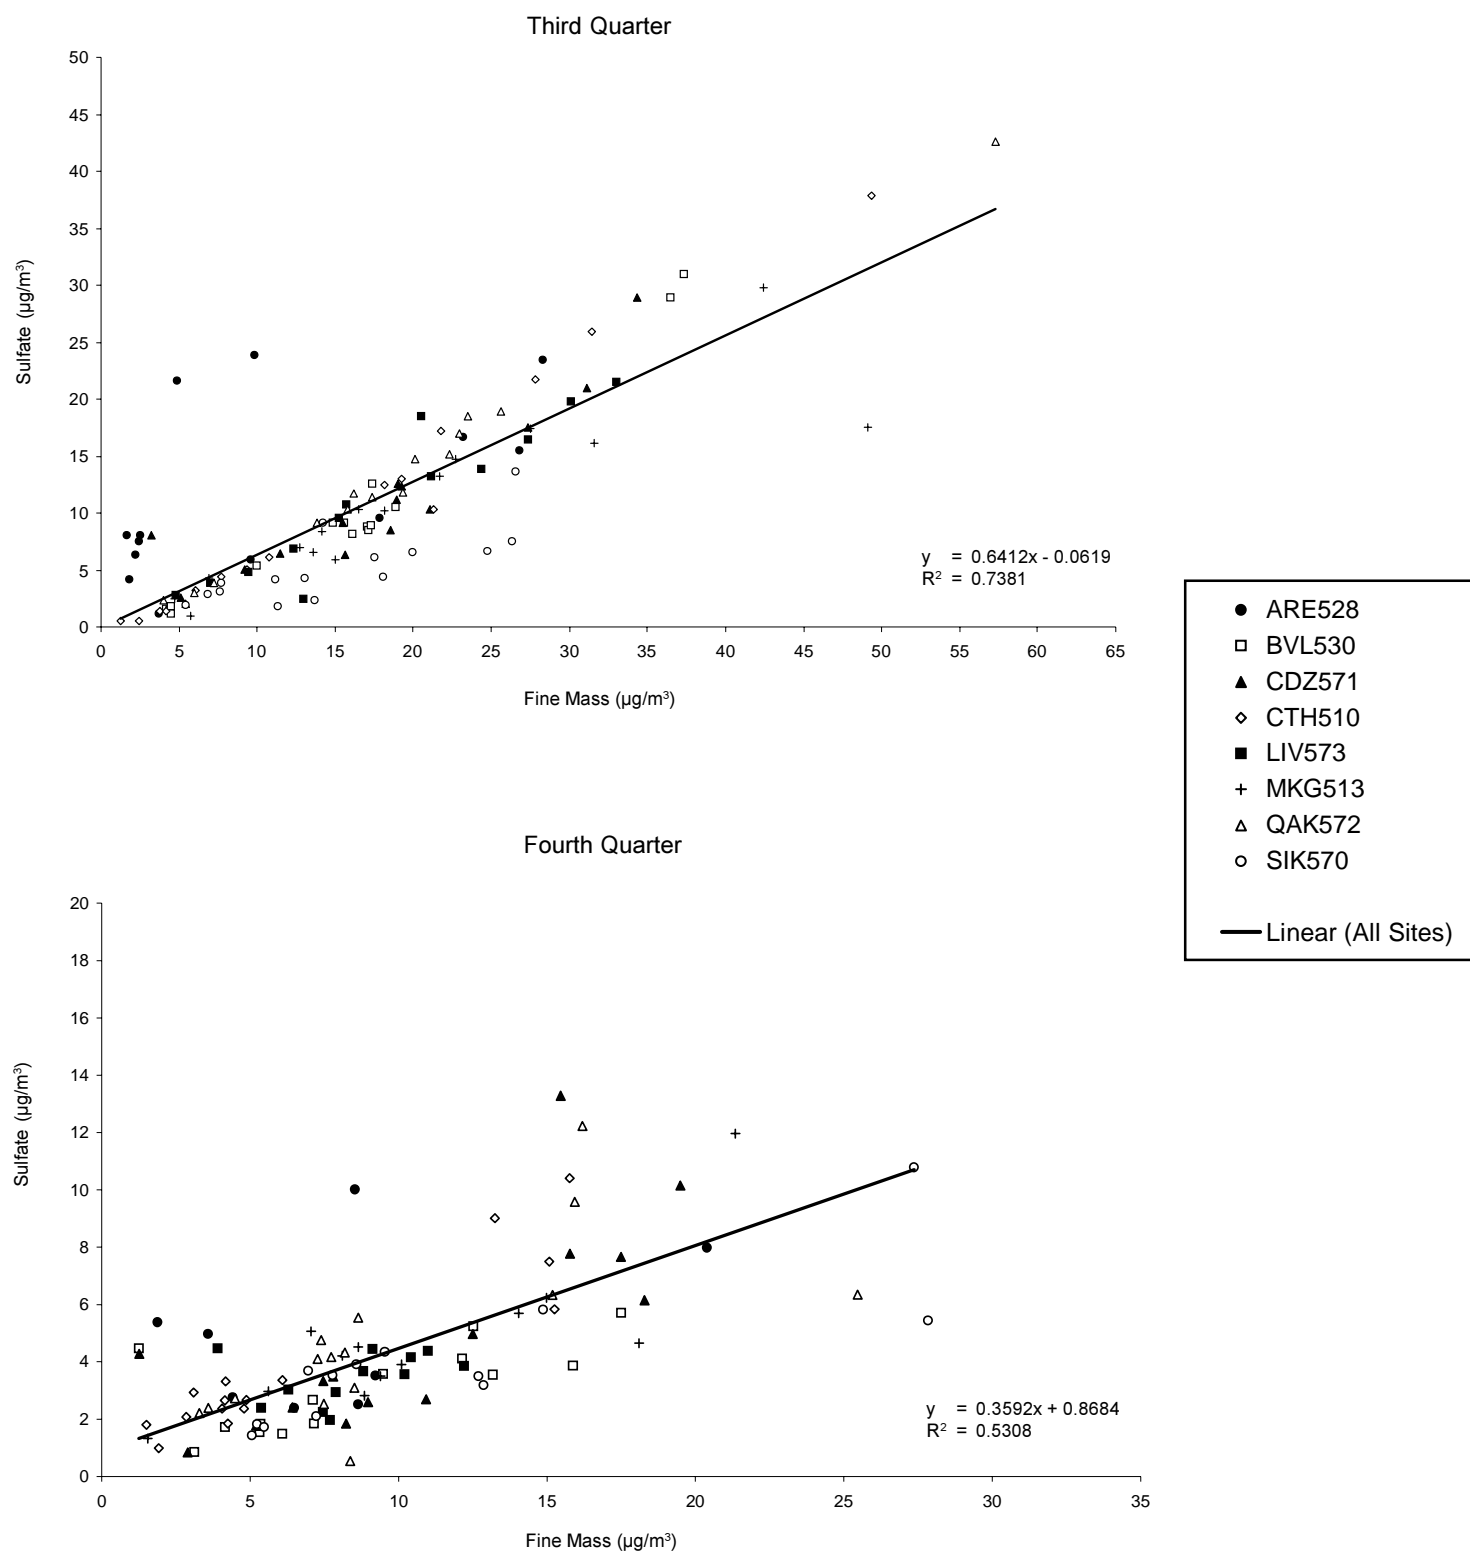 Third Quarter
50
45
40
35
30
25
20
15
10
5
0
Sulfate (µg/m³)
0 5 10 15 20 25 30 35 40 45 50 55 60 65
Fine Mass (µg/m³)
y = 0.6412x - 0.0619
R² = 0.7381
ARE528
BVL530
CDZ571
CTH510
LIV573
MKG513
QAK572
SIK570
Linear (All Sites)
Fourth Quarter
20
18
16
14
12
10
8
6
4
2
0
Sulfate (µg/m³)
0 5 10 15 20 25 30 35
Fine Mass (µg/m³)
y = 0.3592x + 0.8684
R² = 0.5308